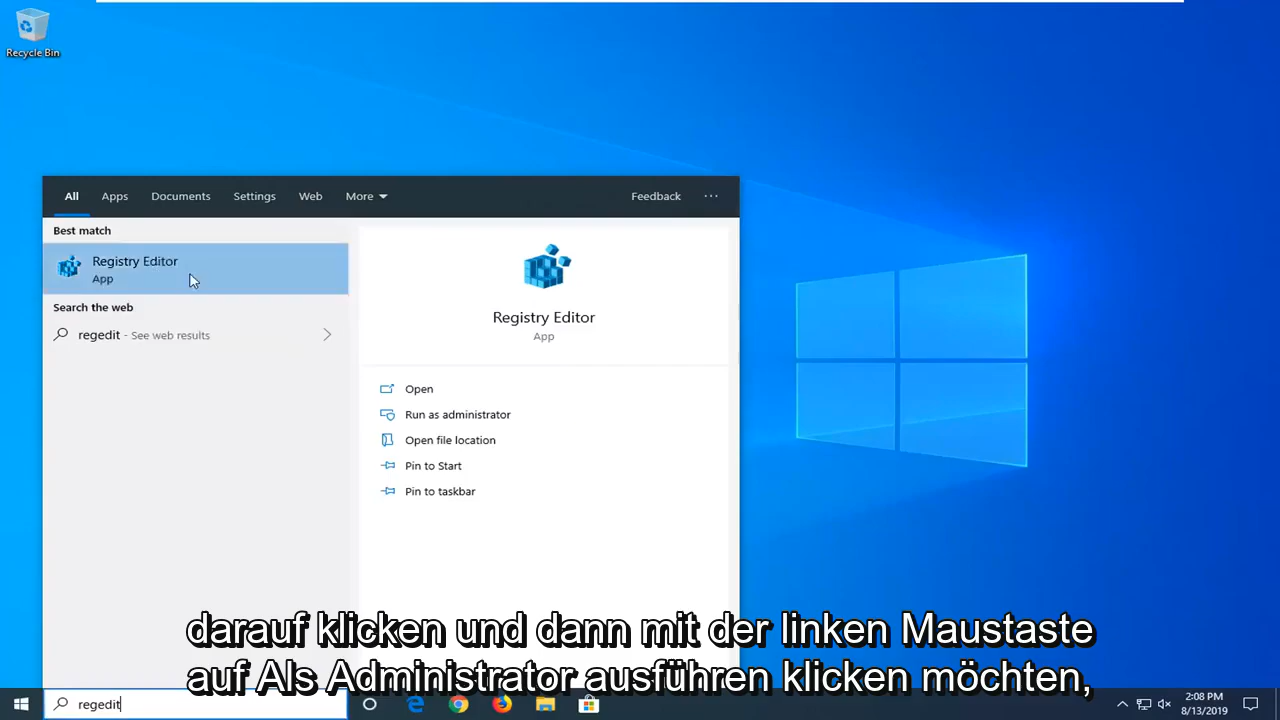 Recycle Bin
All Apps Documents Settings Web More Feedback ...
Best match
Registry Editor
App
Search the web
regedit - See web results
Registry Editor
App
Open
Run as administrator
Open file location
Pin to Start
Pin to taskbar
darauf klicken und dann mit der linken Maustaste
auf Als Administrator ausführen klicken möchten,
regedit
2:08 PM
8/13/2019